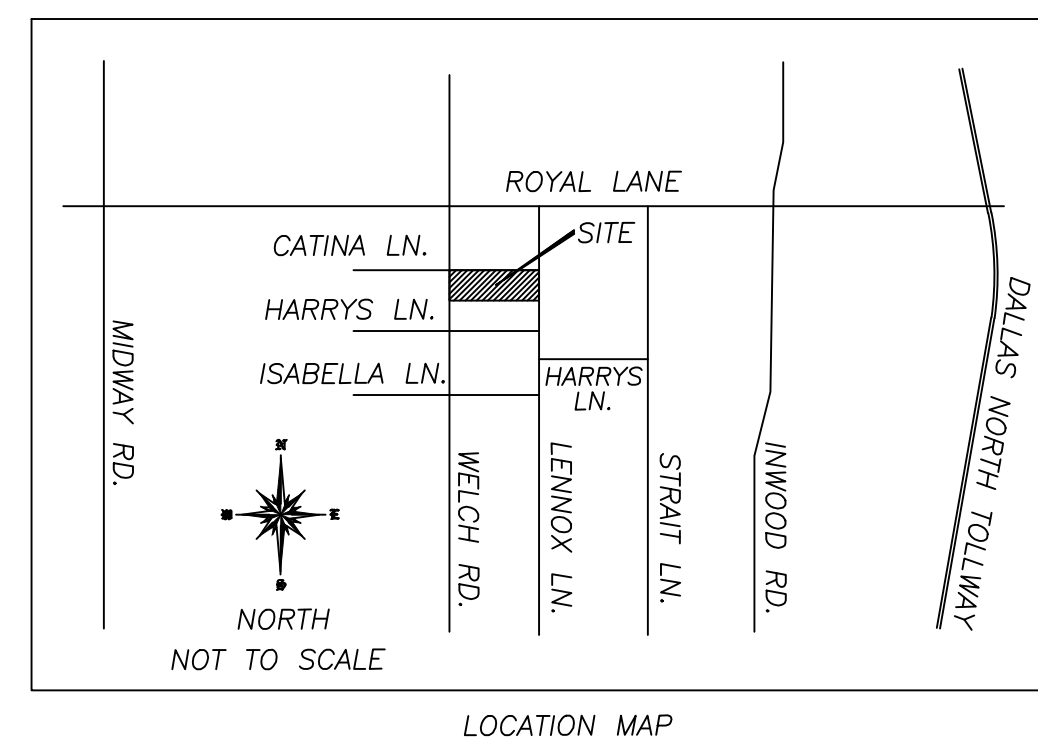 ROYAL LANE
CATINA LN.
SITE
HARRYS LN.
ISABELLA LN.
HARRYS
LN.
MIDWAY RD.
WELCH RD.
LENNOX LN.
STRAIT LN.
INWOOD RD.
DALLAS NORTH TOLLWAY
N
E
S
NORTH
NOT TO SCALE
LOCATION MAP